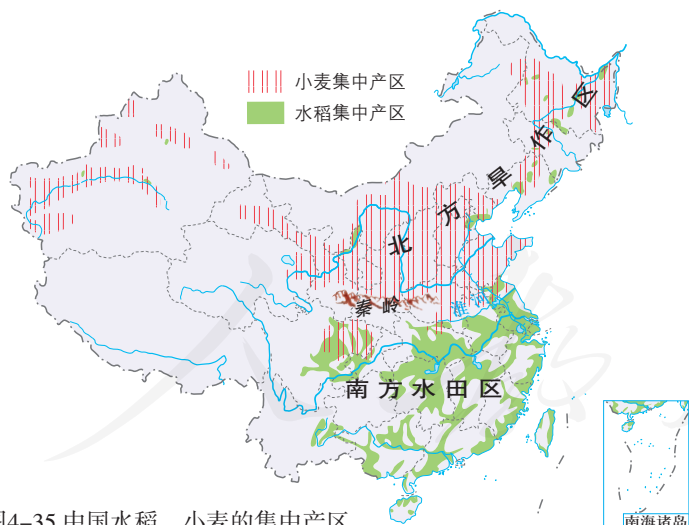 小麦集中产区
水稻集中产区
北方旱作区
秦岭
淮河
南方水田区
南海诸岛
图4-35 中国水稻、小麦的集中产区